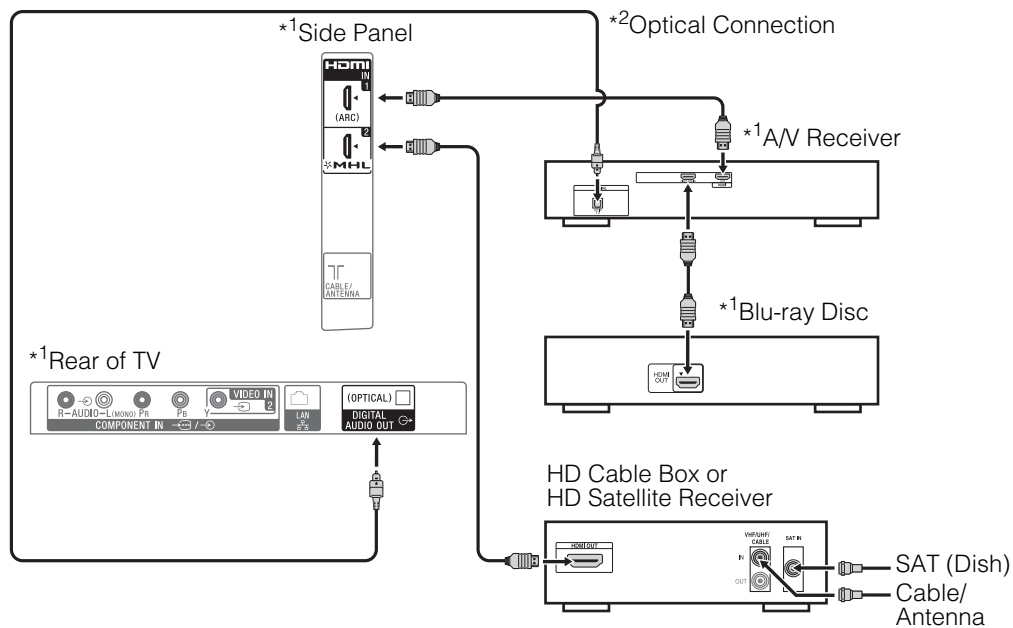 *1Side Panel
HDMI
IN
1
(ARC)
2
MHL
CABLE/
ANTENNA
*2Optical Connection
*1A/V Receiver
HDMI
*1Blu-ray Disc
HDMI
OUT
*1Rear of TV
R-AUDIO-L(MONO) PR PB Y
VIDEO IN
2
COMPONENT IN /
LAN
(OPTICAL)
DIGITAL
AUDIO OUT
HD Cable Box or
HD Satellite Receiver
HDMI OUT
VHF/UHF/
CABLE
IN
OUT
SAT IN
SAT (Dish)
Cable/
Antenna